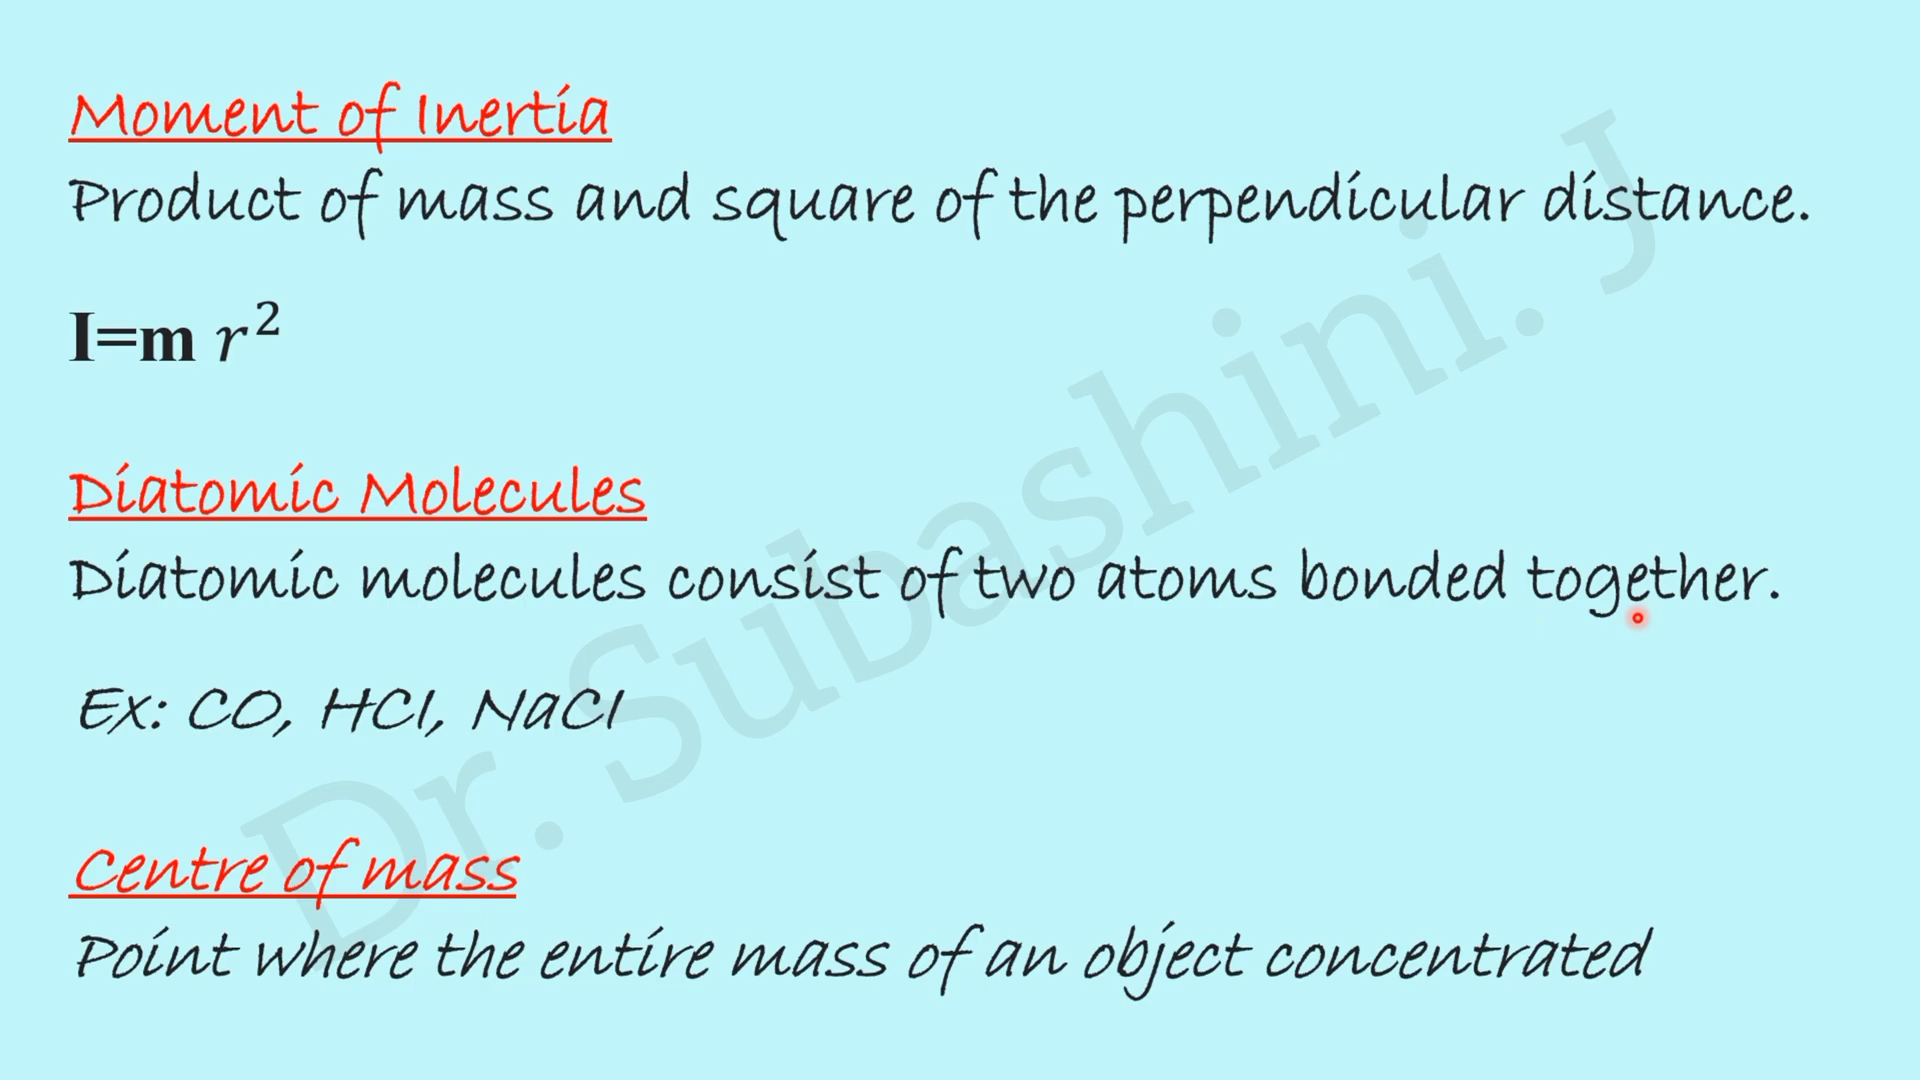 Moment of Inertia
Product of mass and square of the perpendicular distance.
I=m r²
Diatomic Molecules
Diatomic molecules consist of two atoms bonded together.
Ex: CO, HCl, NaCl
Centre of mass
Point where the entire mass of an object concentrated
Dr. Subashini. J